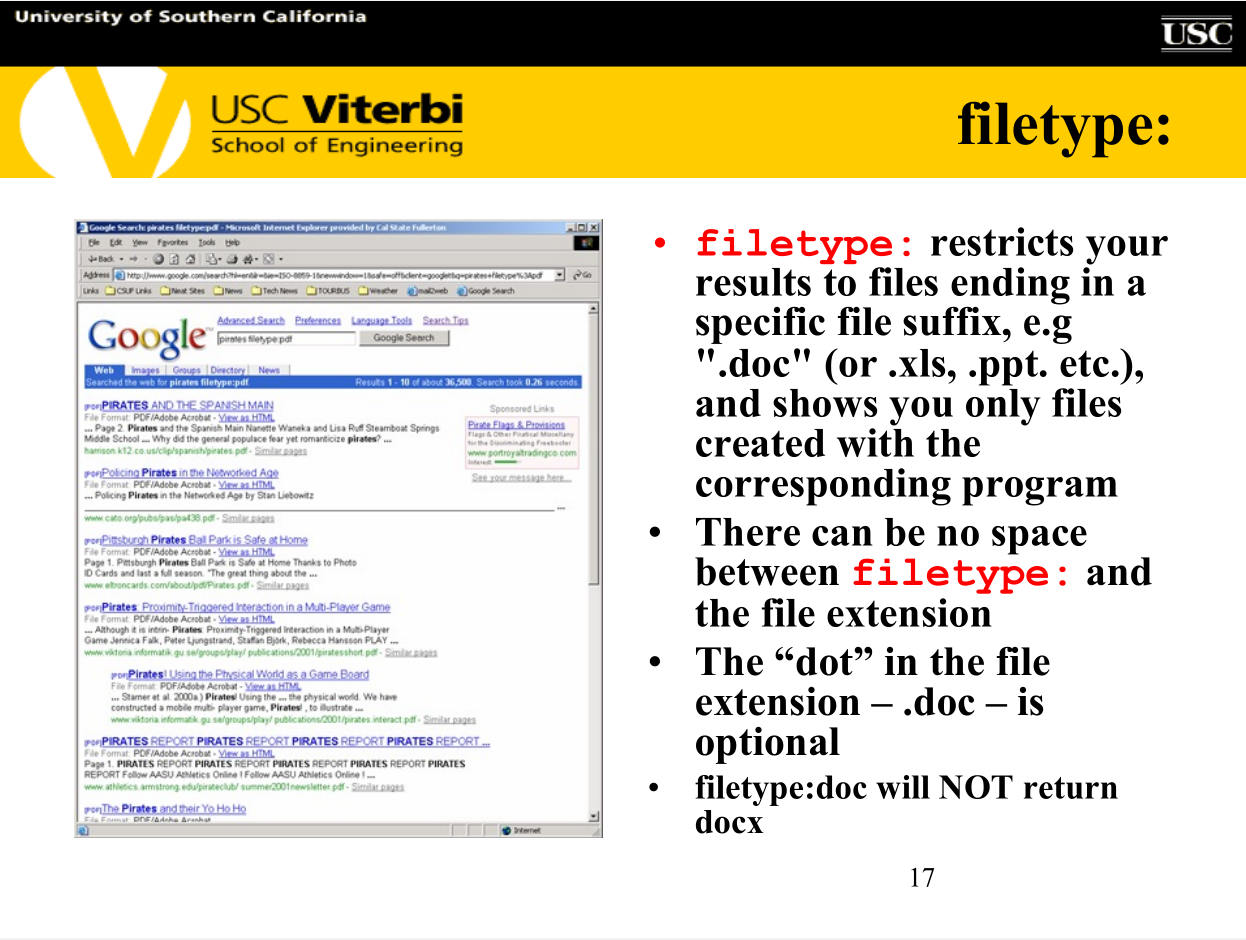 University of Southern California
USC
USC Viterbi
School of Engineering
filetype:
Google Search: pirates filetype:pdf - Microsoft Internet Explorer provided by Cal State Fullerton
File Edit View Favorites Tools Help
Back
Address http://www.google.com/search?hl=en&lr=&ie=ISO-8859-1&newwindow=1&safe=off&client=googlet&q=pirates+filetype%3Apdf Go
Links CSUF Links Neat Sites News Tech News TOURBUS Weather mail2web Google Search
Google
Advanced Search Preferences Language Tools Search Tips
pirates filetype:pdf Google Search
Web Images Groups Directory News
Searched the web for pirates filetype:pdf. Results 1 - 10 of about 36,500. Search took 0.26 seconds.
[PDF] PIRATES AND THE SPANISH MAIN
File Format: PDF/Adobe Acrobat - View as HTML
... Page 2. Pirates and the Spanish Main Nanette Waneka and Lisa Ruff Steamboat Springs
Middle School ... Why did the general populace fear yet romanticize pirates? ...
harrison.k12.co.us/clip/spanish/pirates.pdf - Similar pages
Sponsored Links
Pirate Flags & Provisions
Flags & Other Piratical Miscellany
for the Discriminating Freebooter
www.portroyaltradingco.com
Interest:
See your message here...
[PDF] Policing Pirates in the Networked Age
File Format: PDF/Adobe Acrobat - View as HTML
... Policing Pirates in the Networked Age by Stan Liebowitz
...
www.cato.org/pubs/pas/pa438.pdf - Similar pages
[PDF] Pittsburgh Pirates Ball Park is Safe at Home
File Format: PDF/Adobe Acrobat - View as HTML
Page 1. Pittsburgh Pirates Ball Park is Safe at Home Thanks to Photo
ID Cards and last a full season. "The great thing about the ...
www.eltroncards.com/about/pdf/Pirates.pdf - Similar pages
[PDF] Pirates: Proximity-Triggered Interaction in a Multi-Player Game
File Format: PDF/Adobe Acrobat - View as HTML
... Although it is intrin- Pirates: Proximity-Triggered Interaction in a Multi-Player
Game Jennica Falk, Peter Ljungstrand, Staffan Björk, Rebecca Hansson PLAY ...
www.viktoria.informatik.gu.se/groups/play/ publications/2001/piratesshort.pdf - Similar pages
[PDF] Pirates! Using the Physical World as a Game Board
File Format: PDF/Adobe Acrobat - View as HTML
... Starner et al. 2000a.) Pirates! Using the ... the physical world. We have
constructed a mobile multi- player game, Pirates! , to illustrate ...
www.viktoria.informatik.gu.se/groups/play/ publications/2001/pirates.interact.pdf - Similar pages
[PDF] PIRATES REPORT PIRATES REPORT PIRATES REPORT PIRATES REPORT ...
File Format: PDF/Adobe Acrobat - View as HTML
Page 1. PIRATES REPORT PIRATES REPORT PIRATES REPORT PIRATES REPORT PIRATES
REPORT Follow AASU Athletics Online ! Follow AASU Athletics Online ! ...
www.athletics.armstrong.edu/pirateclub/ summer2001newsletter.pdf - Similar pages
[PDF] The Pirates and their Yo Ho Ho
File Format: PDF/Adobe Acrobat
Internet
• filetype: restricts your
results to files ending in a
specific file suffix, e.g
".doc" (or .xls, .ppt. etc.),
and shows you only files
created with the
corresponding program
• There can be no space
between filetype: and
the file extension
• The “dot” in the file
extension – .doc – is
optional
• filetype:doc will NOT return
docx
17